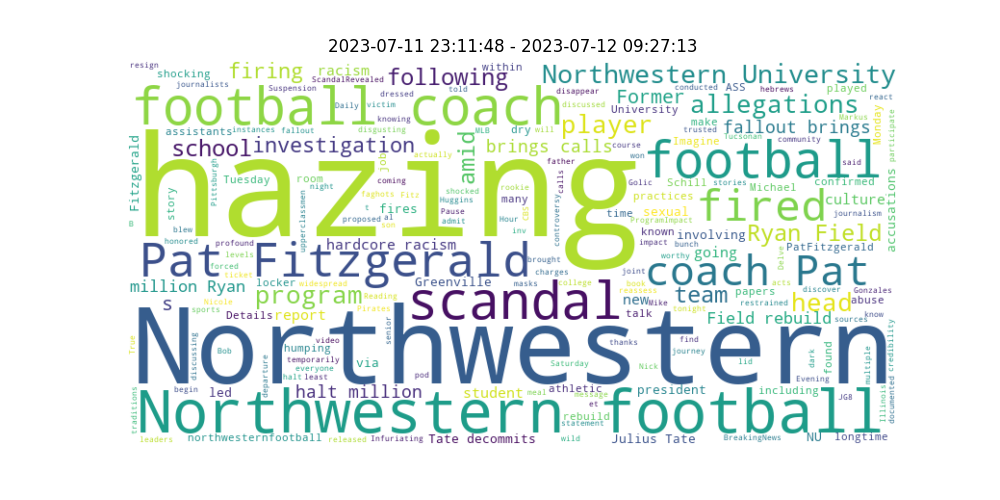 2023-07-11 23:11:48 - 2023-07-12 09:27:13
resign
shocking
journalists
firing
racism
ScandalRevealed
Suspension
Daily
victim
following
dressed
knowing
told
within
disappear
discussed
Northwestern University
conducted
ASS
hebrews
played
react
Former
University
allegations
Markus
Monday
participate
football coach
assistants
instances
fallout
disgusting
MLB
dry
will
player
make
trusted
fallout brings
Tucsonan
community
said
school
investigation
actually
amid
brings calls
course
won
Imagine
football
Fitzgerald
Tuesday
room
night
job
coming
shocked
father
rookie
calls
Golic
Schill
stories
Michael
confirmed
accusations
hazing
story
Pittsburgh
upperclassmen
faghots
Fitz
Huggins
many
CBS
controversy
practices
sexual
fired
culture
journalism
B
honored
blew
t
proposed
al
son
fires
Pause
admit
Hour
inv
time
ProgramImpact
known
impact
involving
bunch
Ryan Field
PatFitzgerald
profound
levels
forced
ticket
hardcore racism
brought
charges
worthy
going
Delve
acts
Pat Fitzgerald
locker
widespread
Greenville
masks
college
joint
book
reassess
coach Pat
million Ryan
s
Nicole
sports
program
Reading
Pirates
scandal
new
Mike
talk
team
tonight
papers
restrained
discover
Gonzales
head
abuse
sources
know
Details
report
senior
Field rebuild
True
discussing
Bob
departure
humping
video
temporarily
everyone
via
thanks
find
journey
lid
dark
found
multiple
documented credibility
Northwestern
pod
Saturday
Nick
Evening
begin
led
halt
least
halt million
student
meal
athletic
message
et
president
including
JG8
Illinois
traditions
Northwestern football
rebuild
statement
leaders
northwesternfootball
released
Infuriating
Tate decommits
wild
Julius Tate
BreakingNews
NU
longtime